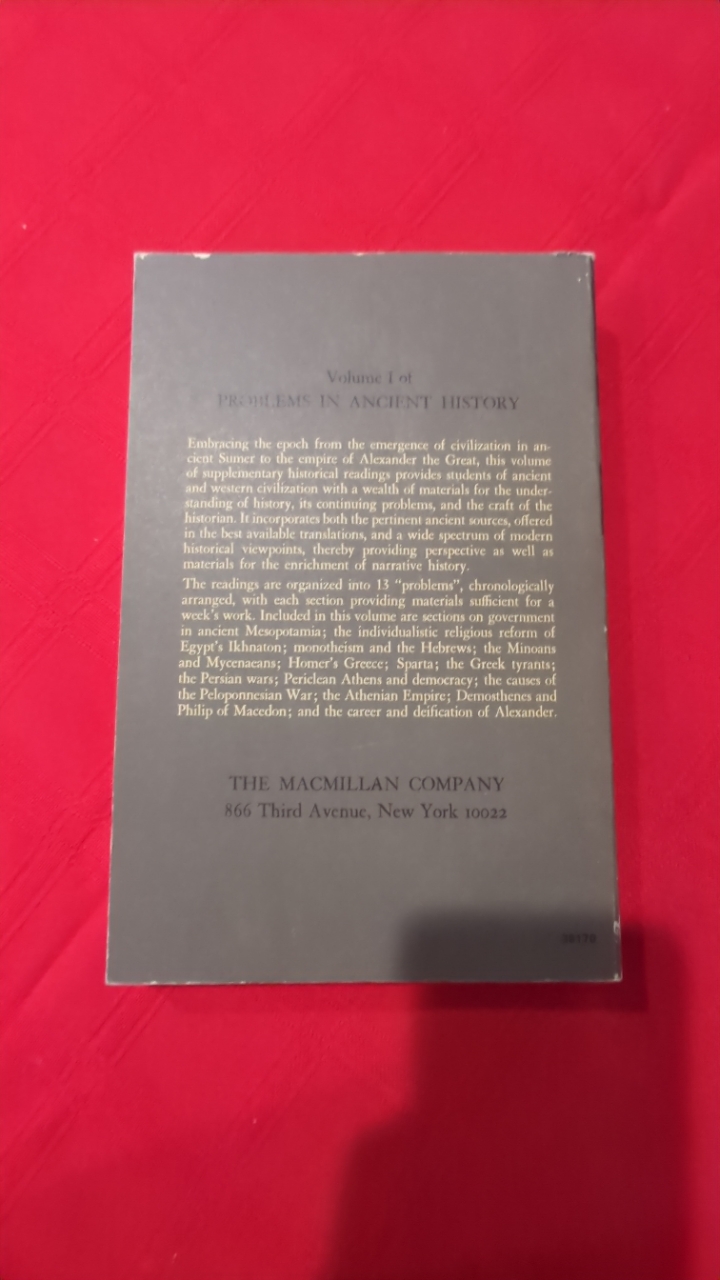 Volume I of
PROBLEMS IN ANCIENT HISTORY
Embracing the epoch from the emergence of civilization in an-
cient Sumer to the empire of Alexander the Great, this volume
of supplementary historical readings provides students of ancient
and western civilization with a wealth of materials for the under-
standing of history, its continuing problems, and the craft of the
historian. It incorporates both the pertinent ancient sources, offered
in the best available translations, and a wide spectrum of modern
historical viewpoints, thereby providing perspective as well as
materials for the enrichment of narrative history.
The readings are organized into 13 “problems”, chronologically
arranged, with each section providing materials sufficient for a
week's work. Included in this volume are sections on government
in ancient Mesopotamia; the individualistic religious reform of
Egypt's Ikhnaton; monotheism and the Hebrews; the Minoans
and Mycenaeans; Homer's Greece; Sparta; the Greek tyrants;
the Persian wars; Periclean Athens and democracy; the causes of
the Peloponnesian War; the Athenian Empire; Demosthenes and
Philip of Macedon; and the career and deification of Alexander.
THE MACMILLAN COMPANY
866 Third Avenue, New York 10022